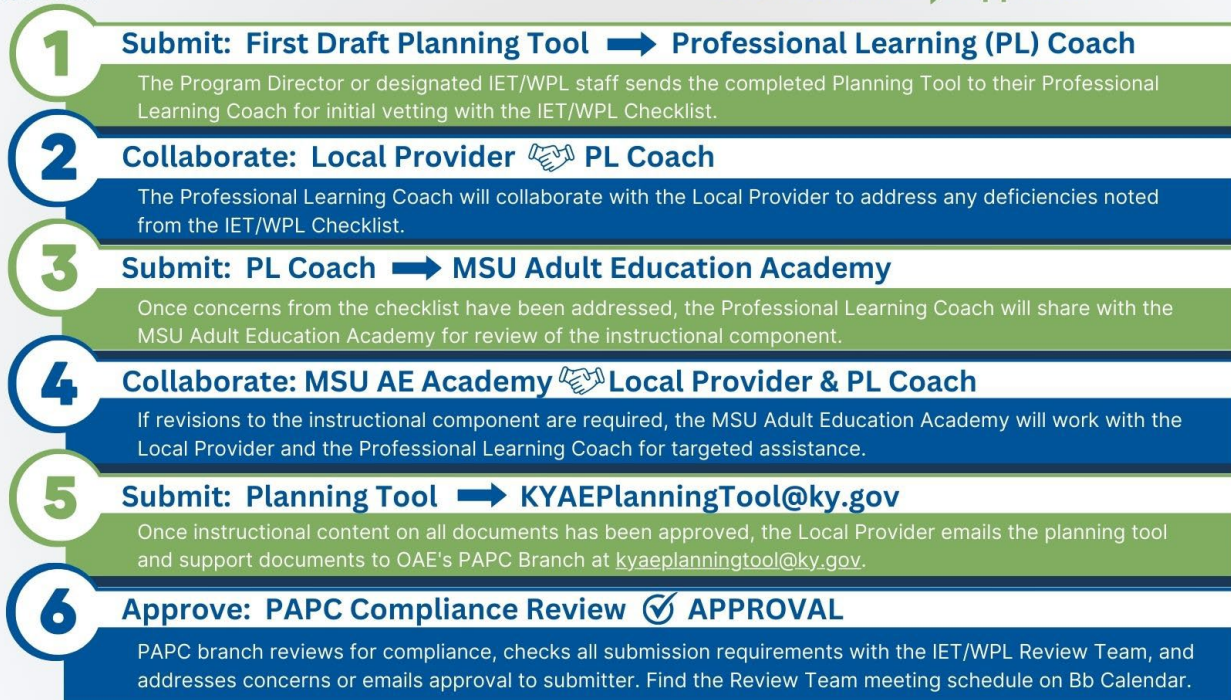 1
Submit: First Draft Planning Tool Professional Learning (PL) Coach
The Program Director or designated IET/WPL staff sends the completed Planning Tool to their Professional
Learning Coach for initial vetting with the IET/WPL Checklist.
2
Collaborate: Local Provider PL Coach
The Professional Learning Coach will collaborate with the Local Provider to address any deficiencies noted
from the IET/WPL Checklist.
3
Submit: PL Coach MSU Adult Education Academy
Once concerns from the checklist have been addressed, the Professional Learning Coach will share with the
MSU Adult Education Academy for review of the instructional component.
4
Collaborate: MSU AE Academy Local Provider & PL Coach
If revisions to the instructional component are required, the MSU Adult Education Academy will work with the
Local Provider and the Professional Learning Coach for targeted assistance.
5
Submit: Planning Tool KYAEPlanningTool@ky.gov
Once instructional content on all documents has been approved, the Local Provider emails the planning tool
and support documents to OAE's PAPC Branch at kyaeplanningtool@ky.gov.
6
Approve: PAPC Compliance Review APPROVAL
PAPC branch reviews for compliance, checks all submission requirements with the IET/WPL Review Team, and
addresses concerns or emails approval to submitter. Find the Review Team meeting schedule on Bb Calendar.